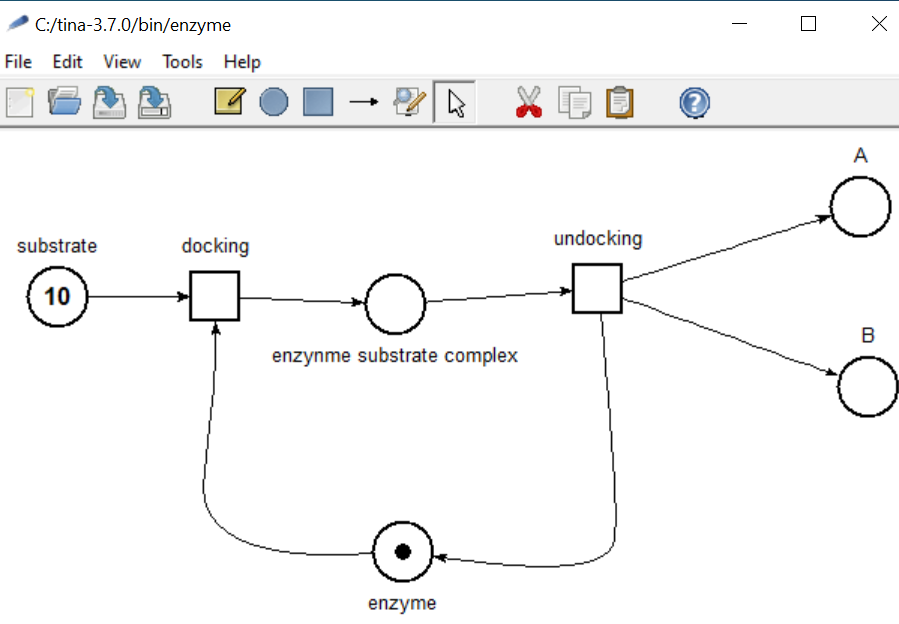 C:/tina-3.7.0/bin/enzyme
File Edit View Tools Help
A
substrate docking undocking
10
B
enzynme substrate complex
enzyme